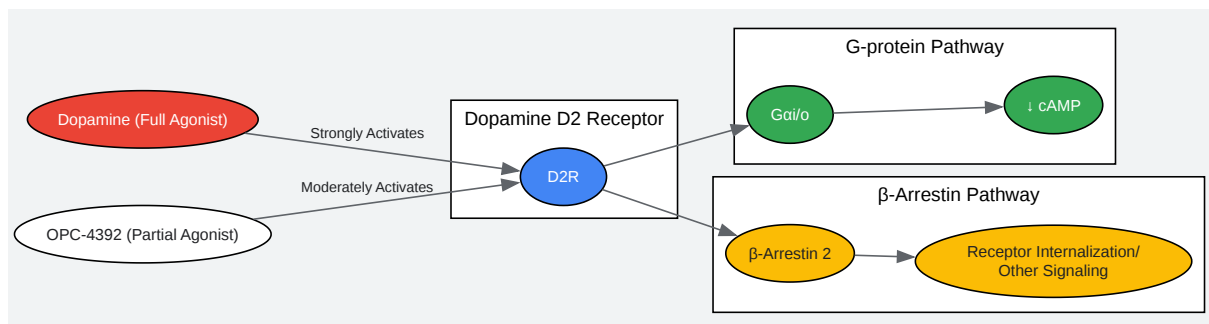 Dopamine (Full Agonist)
Strongly Activates
OPC-4392 (Partial Agonist)
Moderately Activates
Dopamine D2 Receptor
D2R
G-protein Pathway
Gαi/o
↓ cAMP
β-Arrestin Pathway
β-Arrestin 2
Receptor Internalization/
Other Signaling